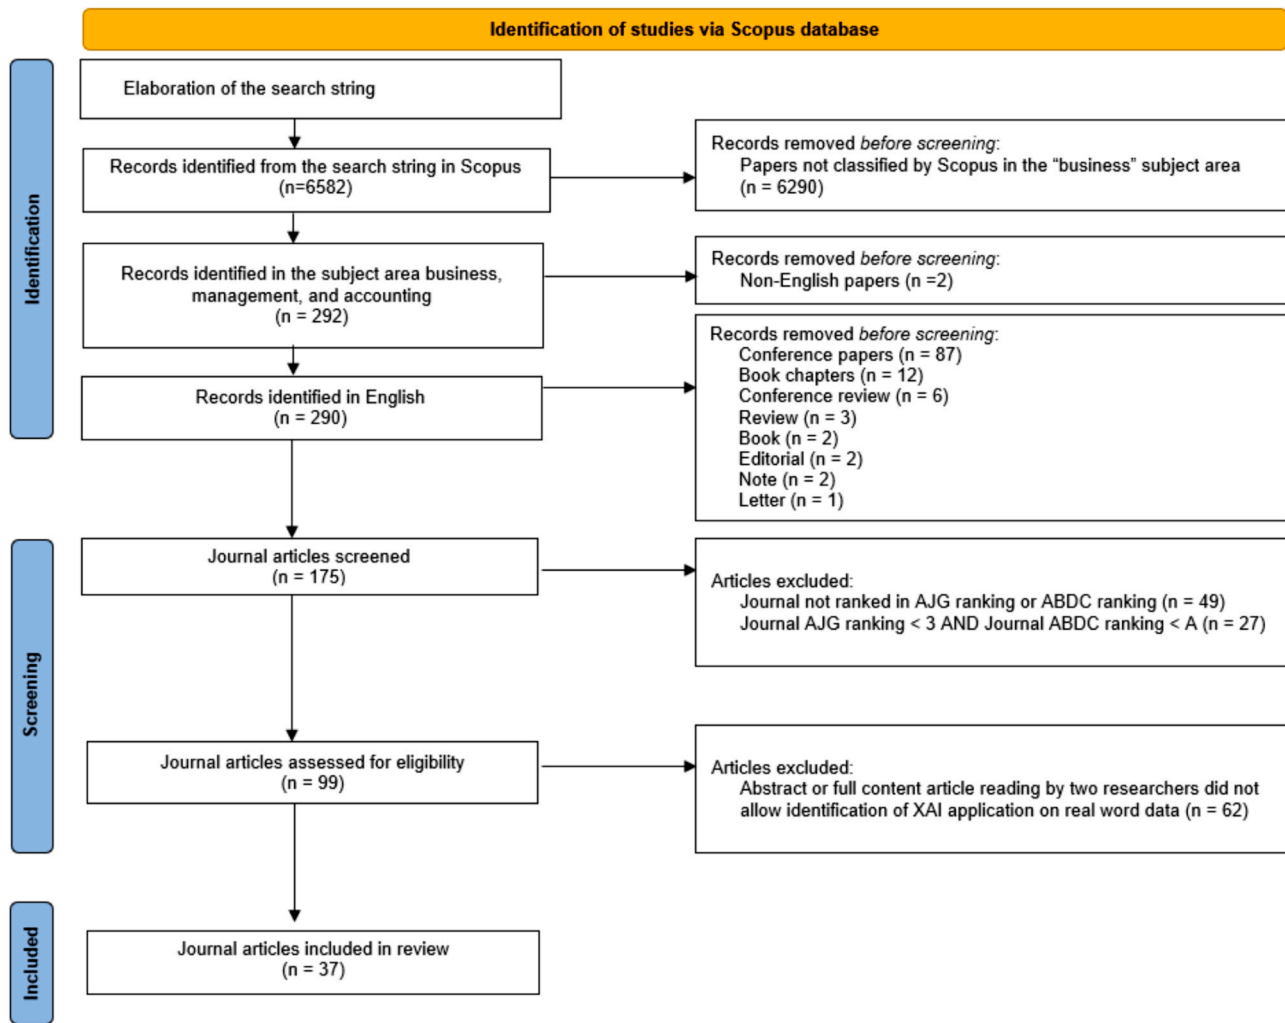 Identification of studies via Scopus database
Identification
Elaboration of the search string
Records identified from the search string in Scopus
(n=6582)
Records removed before screening:
Papers not classified by Scopus in the “business” subject area
(n = 6290)
Records identified in the subject area business,
management, and accounting
(n = 292)
Records removed before screening:
Non-English papers (n =2)
Records identified in English
(n = 290)
Records removed before screening:
Conference papers (n = 87)
Book chapters (n = 12)
Conference review (n = 6)
Review (n = 3)
Book (n = 2)
Editorial (n = 2)
Note (n = 2)
Letter (n = 1)
Screening
Journal articles screened
(n = 175)
Articles excluded:
Journal not ranked in AJG ranking or ABDC ranking (n = 49)
Journal AJG ranking < 3 AND Journal ABDC ranking < A (n = 27)
Journal articles assessed for eligibility
(n = 99)
Articles excluded:
Abstract or full content article reading by two researchers did not
allow identification of XAI application on real word data (n = 62)
Included
Journal articles included in review
(n = 37)